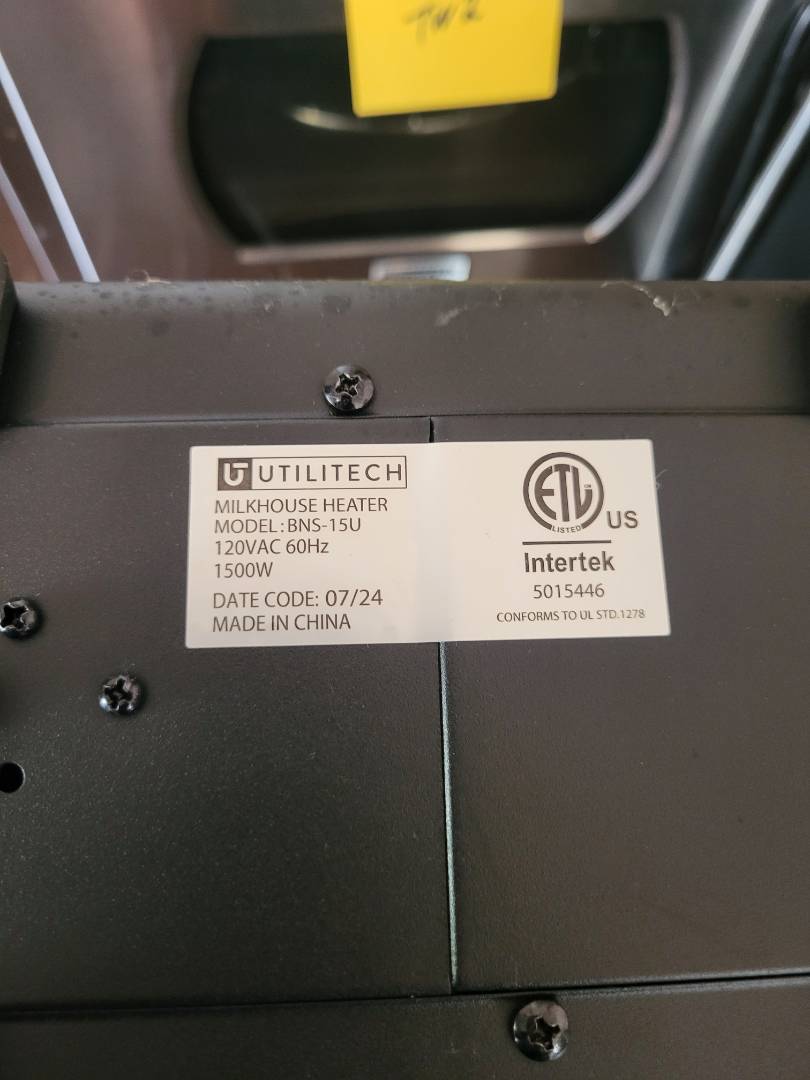 TW2
UTILITECH
MILKHOUSE HEATER
MODEL: BNS-15U
120VAC 60Hz
1500W
DATE CODE: 07/24
MADE IN CHINA
ETL
LISTED
US
Intertek
5015446
CONFORMS TO UL STD.1278